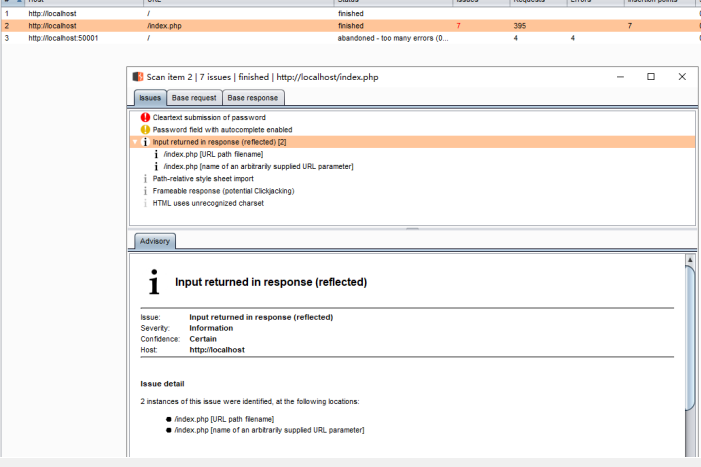 # Host URL Status Issues Requests Errors Insertion points
1 http://localhost / finished
2 http://localhost /index.php finished 7 395 7
3 http://localhost:50001 / abandoned - too many errors (0... 4 4
Scan item 2 | 7 issues | finished | http://localhost/index.php
Issues Base request Base response
Cleartext submission of password
Password field with autocomplete enabled
Input returned in response (reflected) [2]
/index.php [URL path filename]
/index.php [name of an arbitrarily supplied URL parameter]
Path-relative style sheet import
Frameable response (potential Clickjacking)
HTML uses unrecognized charset
Advisory
Input returned in response (reflected)
Issue: Input returned in response (reflected)
Severity: Information
Confidence: Certain
Host: http://localhost
Issue detail
2 instances of this issue were identified, at the following locations:
/index.php [URL path filename]
/index.php [name of an arbitrarily supplied URL parameter]